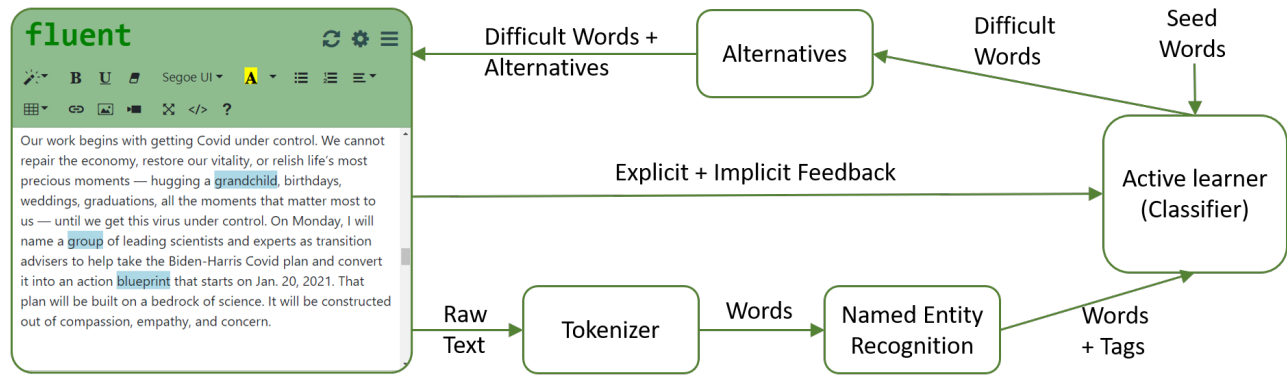 fluent
Segoe UI
A
B U
</>
?
Our work begins with getting Covid under control. We cannot
repair the economy, restore our vitality, or relish life's most
precious moments — hugging a grandchild, birthdays,
weddings, graduations, all the moments that matter most to
us — until we get this virus under control. On Monday, I will
name a group of leading scientists and experts as transition
advisers to help take the Biden-Harris Covid plan and convert
it into an action blueprint that starts on Jan. 20, 2021. That
plan will be built on a bedrock of science. It will be constructed
out of compassion, empathy, and concern.
Difficult Words +
Alternatives
Alternatives
Difficult
Words
Seed
Words
Explicit + Implicit Feedback
Active learner
(Classifier)
Raw
Text
Tokenizer
Words
Named Entity
Recognition
Words
+ Tags